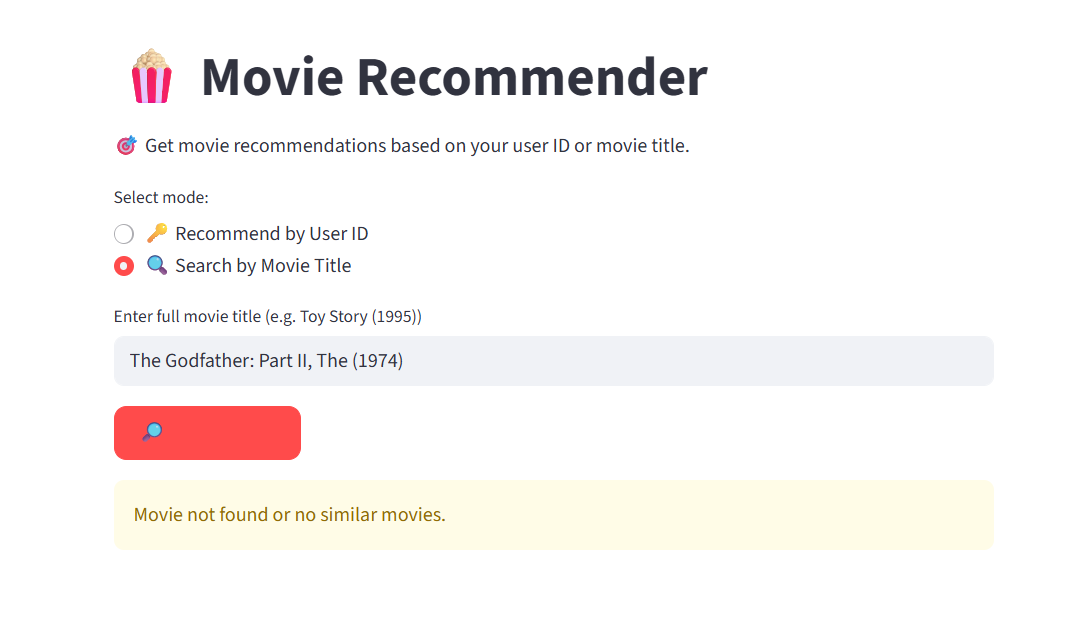 Movie Recommender
Get movie recommendations based on your user ID or movie title.
Select mode:
Recommend by User ID
Search by Movie Title
Enter full movie title (e.g. Toy Story (1995))
The Godfather: Part II, The (1974)
Movie not found or no similar movies.